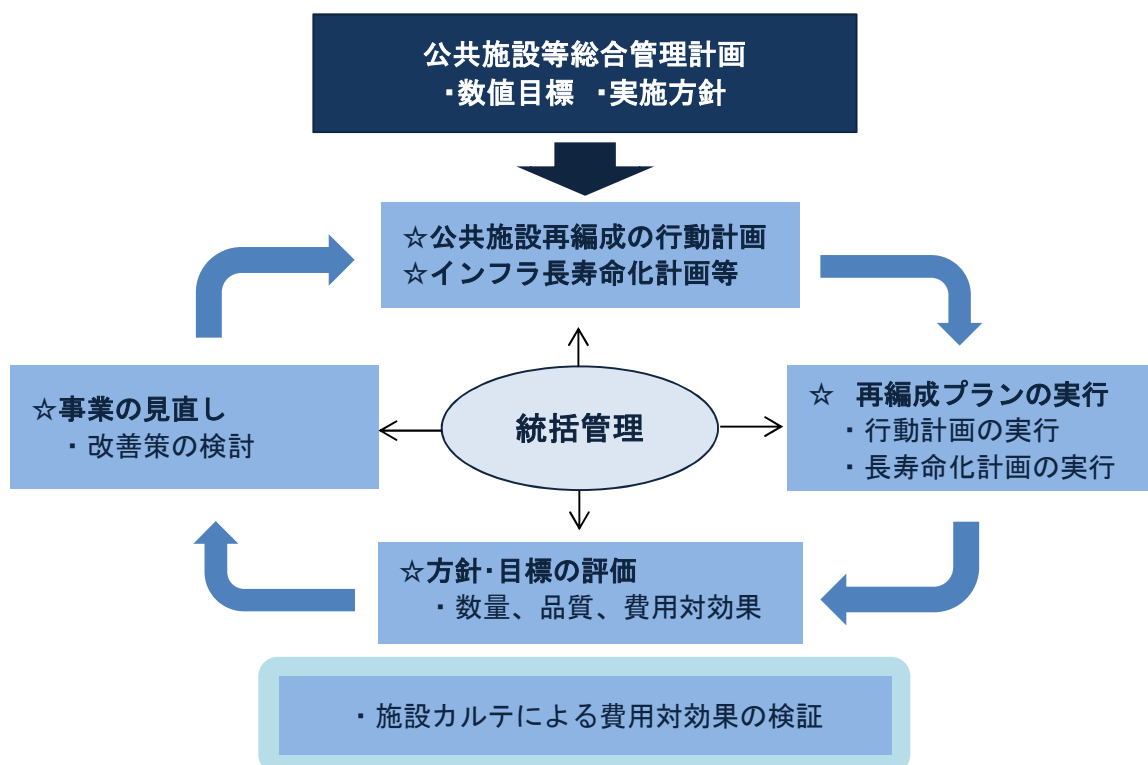 公共施設等総合管理計画
・数値目標 ・実施方針
☆公共施設再編成の行動計画
☆インフラ長寿命化計画等
☆事業の見直し
・改善策の検討
統括管理
☆ 再編成プランの実行
・行動計画の実行
・長寿命化計画の実行
☆方針・目標の評価
・数量、品質、費用対効果
・施設カルテによる費用対効果の検証